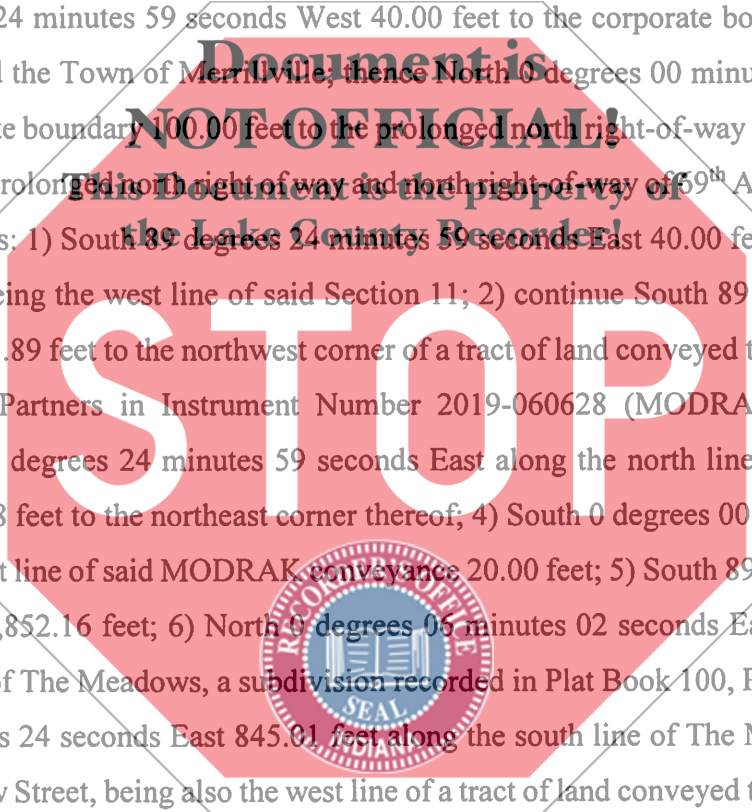 24 minutes 59 seconds West 40.00 feet to the corporate bo
the Town of Merrillville; thence North 0 degrees 00 minu
Document is
te boundary 100.00 feet to the prolonged north right-of-way
NOT OFFICIAL!
rolonged north right of way and north right-of-way of 69th A
This Document is the property of
s: 1) South 89 degrees 24 minutes 59 seconds East 40.00 fe
the Lake County Recorder!
eing the west line of said Section 11; 2) continue South 89
.89 feet to the northwest corner of a tract of land conveyed t
STOP
Partners in Instrument Number 2019-060628 (MODRA
degrees 24 minutes 59 seconds East along the north line
8 feet to the northeast corner thereof; 4) South 0 degrees 00
t line of said MODRAK conveyance 20.00 feet; 5) South 89
,852.16 feet; 6) North 0 degrees 06 minutes 02 seconds Ea
RECORDER'S OFFICE
of The Meadows, a subdivision recorded in Plat Book 100, P
SEAL
s 24 seconds East 845.01 feet along the south line of The M
INDIANA
w Street, being also the west line of a tract of land conveyed